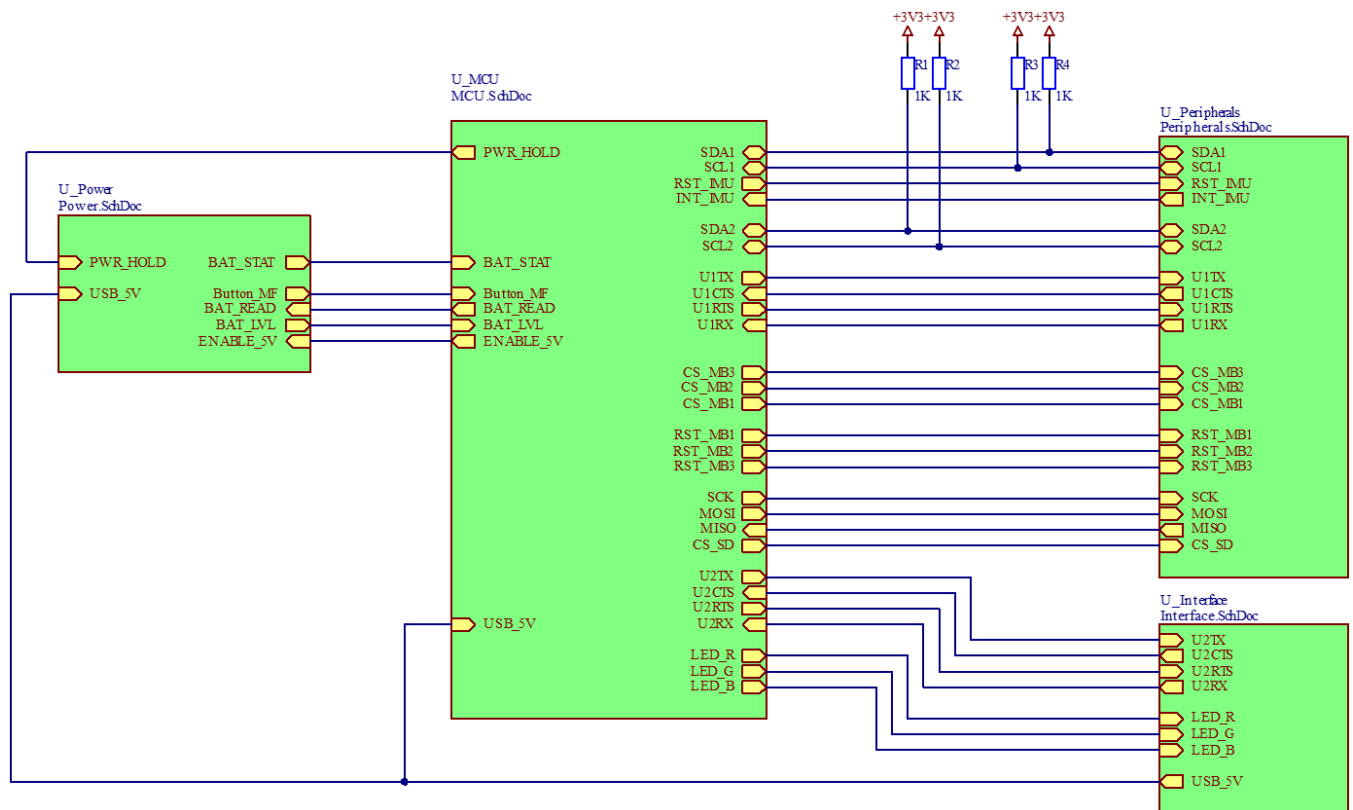 +3V3+3V3 +3V3+3V3
R1 R2 R3 R4
1K 1K 1K 1K
U_MCU
MCU.SchDoc
U_Peripherals
Peripherals.SchDoc
PWR_HOLD SDA1 SDA1
SCL1 SCL1
RST_IMU RST_IMU
INT_IMU INT_IMU
U_Power
Power.SchDoc
SDA2 SDA2
SCL2 SCL2
PWR_HOLD BAT_STAT BAT_STAT
U1TX U1TX
USB_5V Button_MF Button_MF U1CTS U1CTS
BAT_READ BAT_READ U1RTS U1RTS
BAT_LVL BAT_LVL U1RX U1RX
ENABLE_5V ENABLE_5V
CS_MB3 CS_MB3
CS_MB2 CS_MB2
CS_MB1 CS_MB1
RST_MB1 RST_MB1
RST_MB2 RST_MB2
RST_MB3 RST_MB3
SCK SCK
MOSI MOSI
MISO MISO
CS_SD CS_SD
U2TX
U2CTS
U2RTS
USB_5V U2RX
LED_R
LED_G
LED_B
U_Interface
Interface.SchDoc
U2TX
U2CTS
U2RTS
U2RX
LED_R
LED_G
LED_B
USB_5V